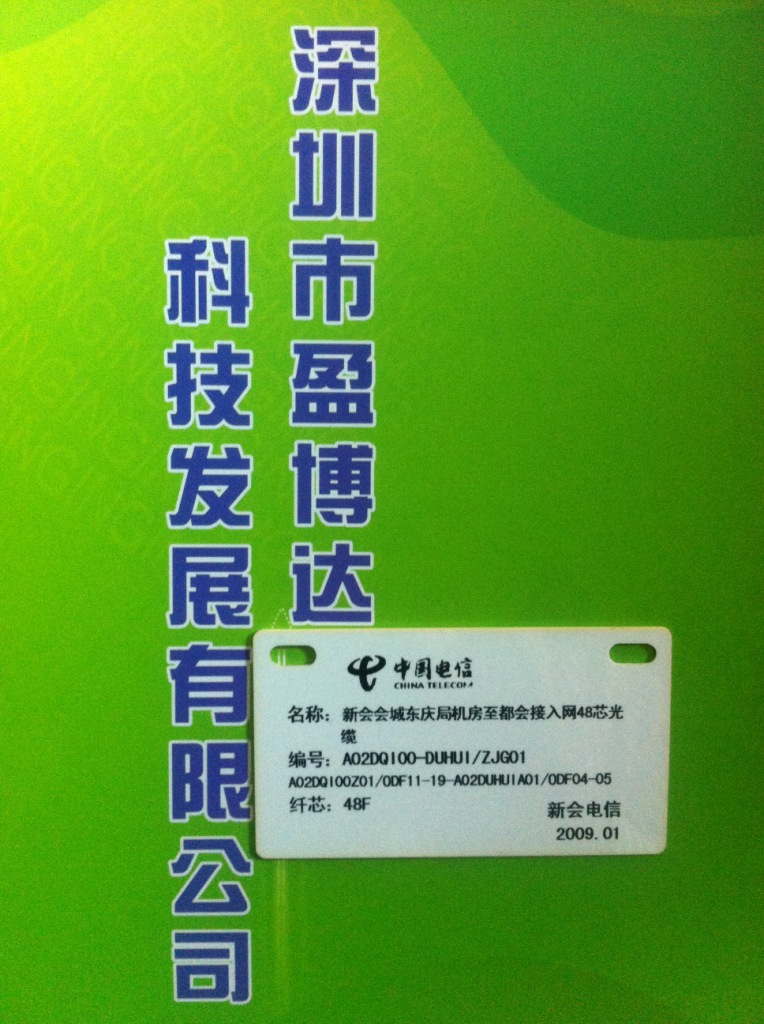 深圳市盈博达
科技发展有限公司
中国电信
CHINA TELECOM
名称：新会会城东庆局机房至都会接入网48芯光
缆
编号：A02DQI00-DUHUI/ZJG01
A02DQI00Z01/ODF11-19-A02DUHUIA01/ODF04-05
纤芯：48F
新会电信
2009.01